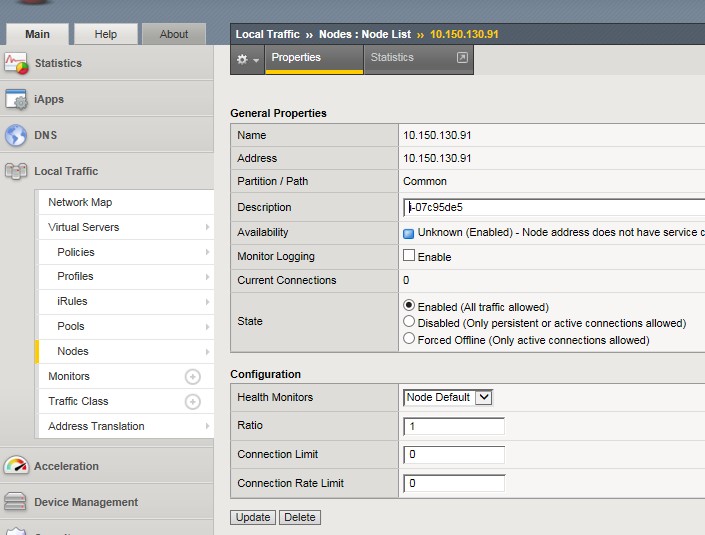 Main Help About
Local Traffic ›› Nodes : Node List ›› 10.150.130.91
Properties
Statistics
Statistics
iApps
DNS
Local Traffic
Network Map
Virtual Servers
Policies
Profiles
iRules
Pools
Nodes
Monitors
Traffic Class
Address Translation
Acceleration
Device Management
General Properties
Name 10.150.130.91
Address 10.150.130.91
Partition / Path Common
Description i-07c95de5
Availability Unknown (Enabled) - Node address does not have service
Monitor Logging Enable
Current Connections 0
State
Enabled (All traffic allowed)
Disabled (Only persistent or active connections allowed)
Forced Offline (Only active connections allowed)
Configuration
Health Monitors Node Default
Ratio 1
Connection Limit 0
Connection Rate Limit 0
Update Delete